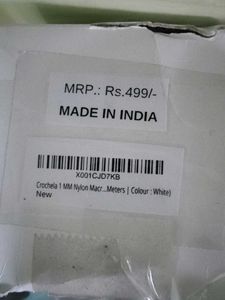 MRP.: Rs.499/-
MADE IN INDIA
X001CJD7KB
Crochela 1 MM Nylon Macr...Meters | Colour : White)
New